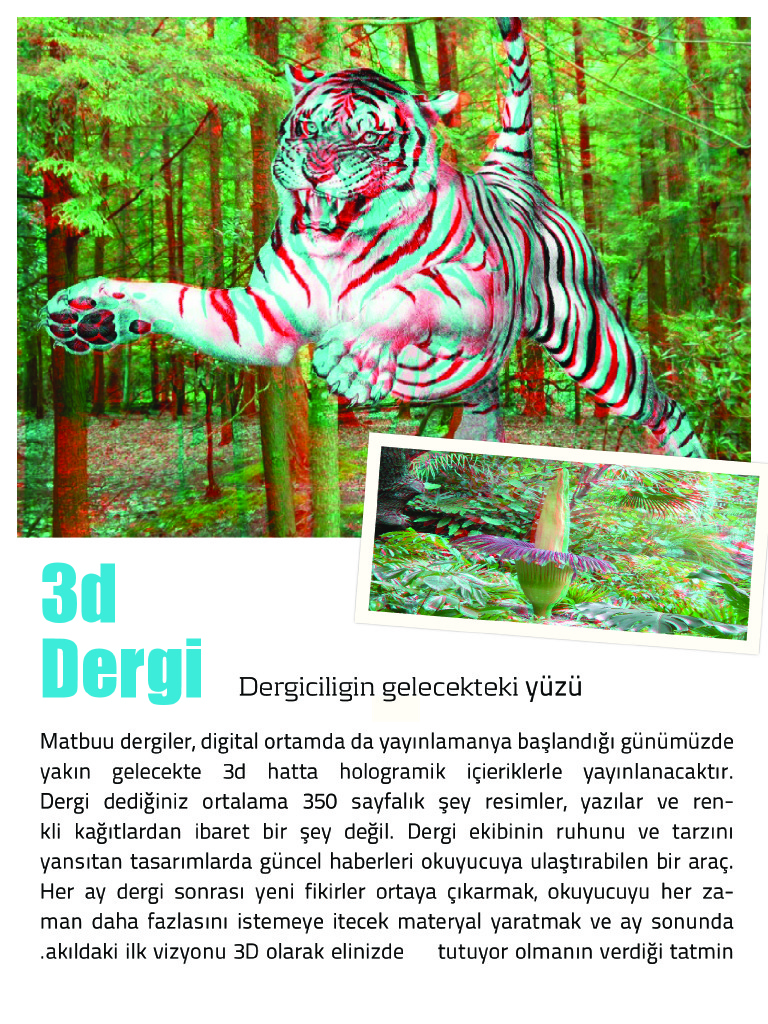 3d
Dergi
Dergiciligin gelecekteki yüzü
Matbuu dergiler, digital ortamda da yayınlamanya başlandığı günümüzde
yakın gelecekte 3d hatta hologramik içieriklerle yayınlanacaktır.
Dergi dediğiniz ortalama 350 sayfalık şey resimler, yazılar ve ren-
kli kağıtlardan ibaret bir şey değil. Dergi ekibinin ruhunu ve tarzını
yansıtan tasarımlarda güncel haberleri okuyucuya ulaştırabilen bir araç.
Her ay dergi sonrası yeni fikirler ortaya çıkarmak, okuyucuyu her za-
man daha fazlasını istemeye itecek materyal yaratmak ve ay sonunda
.akıldaki ilk vizyonu 3D olarak elinizde tutuyor olmanın verdiği tatmin